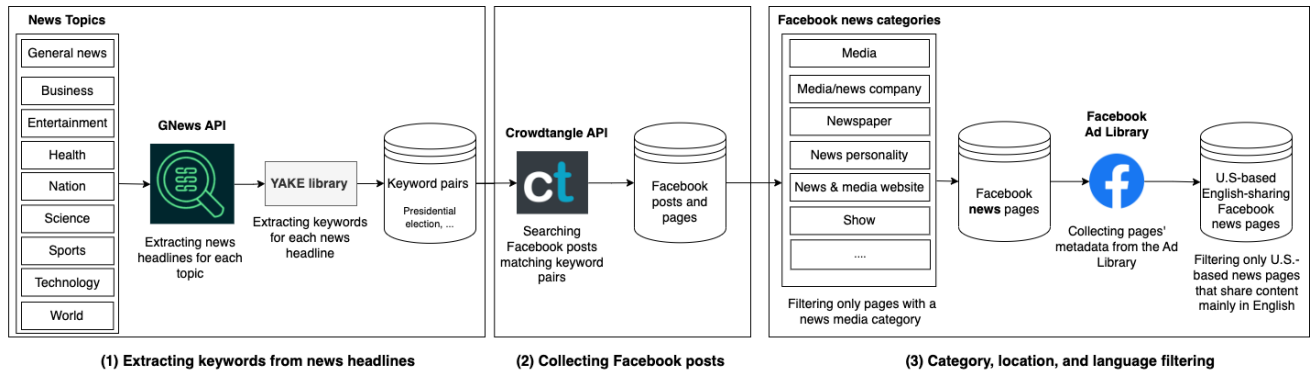 News Topics
General news
Business
Entertainment
Health
Nation
Science
Sports
Technology
World
GNews API
Extracting news
headlines for each
topic
YAKE library
Extracting keywords
for each news
headline
Keyword pairs
Presidential
election, ...
(1) Extracting keywords from news headlines
Crowdtangle API
ct
Searching
Facebook posts
matching keyword
pairs
Facebook
posts and
pages
(2) Collecting Facebook posts
Facebook news categories
Media
Media/news company
Newspaper
News personality
News & media website
Show
....
Filtering only pages with a
news media category
Facebook
news pages
Facebook
Ad Library
Collecting pages'
metadata from the Ad
Library
U.S-based
English-sharing
Facebook
news pages
Filtering only U.S.-
based news pages
that share content
mainly in English
(3) Category, location, and language filtering